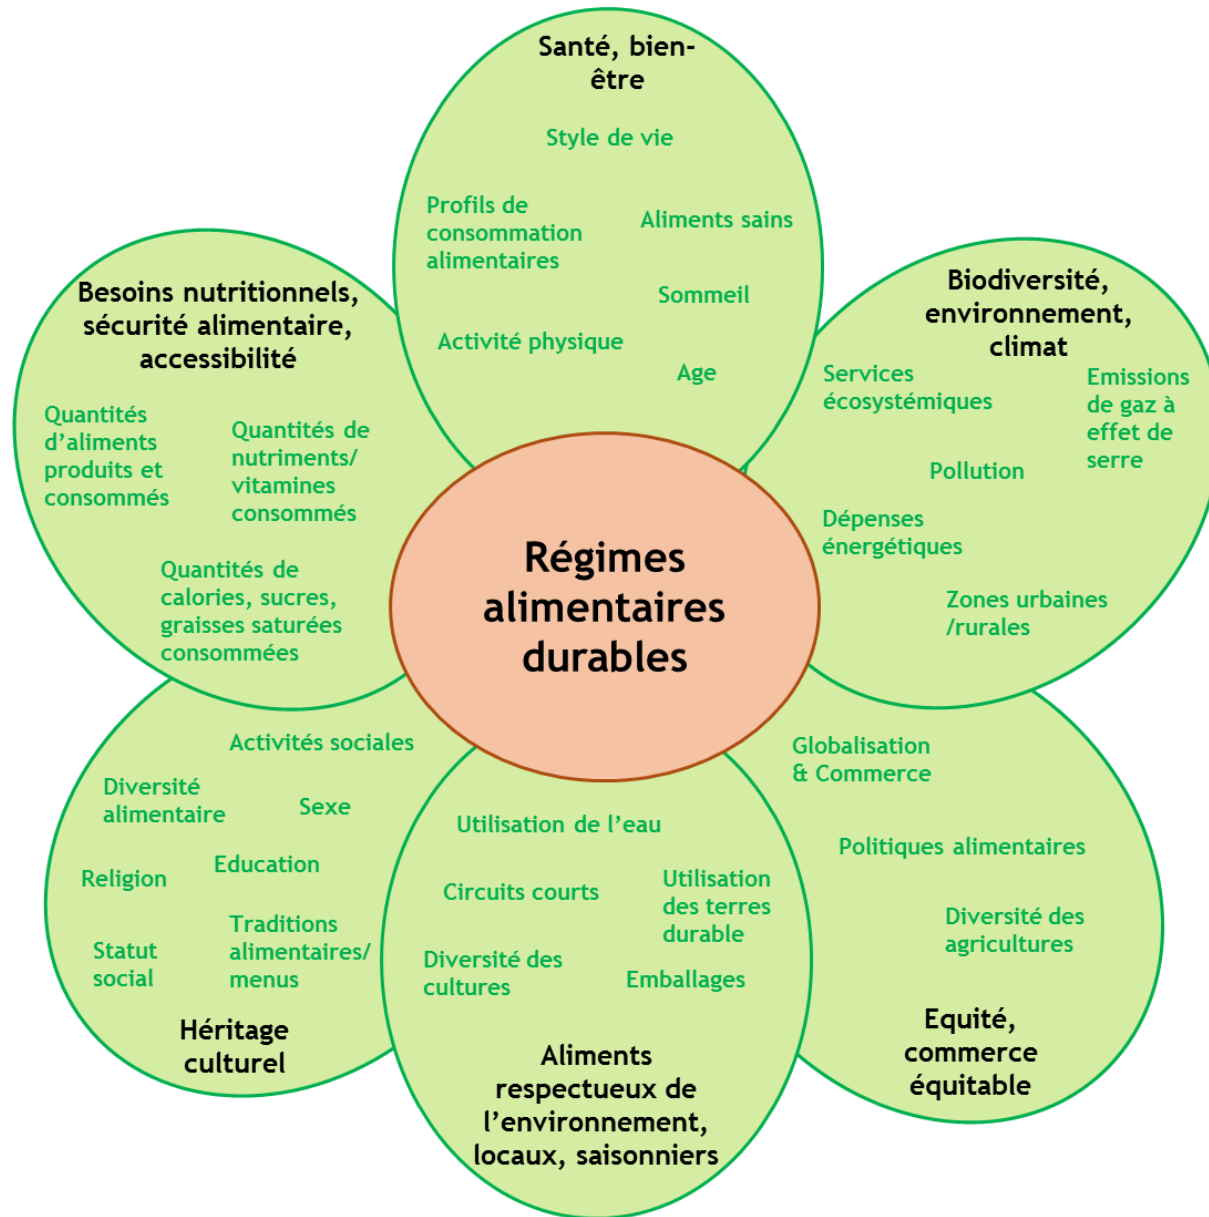 Santé, bien-
être
Style de vie
Profils de
consommation
alimentaires
Aliments sains
Sommeil
Activité physique
Age
Besoins nutritionnels,
sécurité alimentaire,
accessibilité
Quantités
d’aliments
produits et
consommés
Quantités de
nutriments/
vitamines
consommés
Quantités de
calories, sucres,
graisses saturées
consommées
Biodiversité,
environnement,
climat
Services
écosystémiques
Emissions
de gaz à
effet de
serre
Pollution
Dépenses
énergétiques
Zones urbaines
/rurales
Régimes
alimentaires
durables
Activités sociales
Diversité
alimentaire
Sexe
Education
Religion
Traditions
alimentaires/
menus
Statut
social
Héritage
culturel
Utilisation de l’eau
Circuits courts
Utilisation
des terres
durable
Diversité des
cultures
Emballages
Aliments
respectueux de
l’environnement,
locaux, saisonniers
Globalisation
& Commerce
Politiques alimentaires
Diversité des
agricultures
Equité,
commerce
équitable